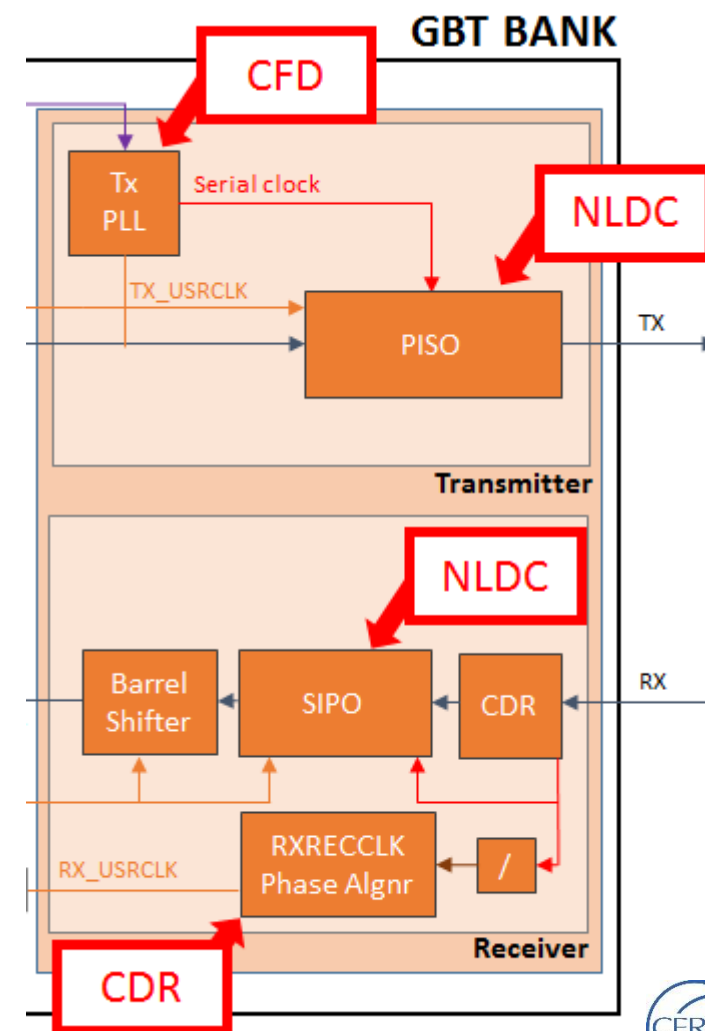 GBT BANK
CFD
Tx
PLL
Serial clock
NLDC
TX_USRCLK
PISO
TX
Transmitter
NLDC
Barrel
Shifter
SIPO
CDR
RX
RXRECCLK
Phase Algnr
/
RX_USRCLK
Receiver
CDR
CER